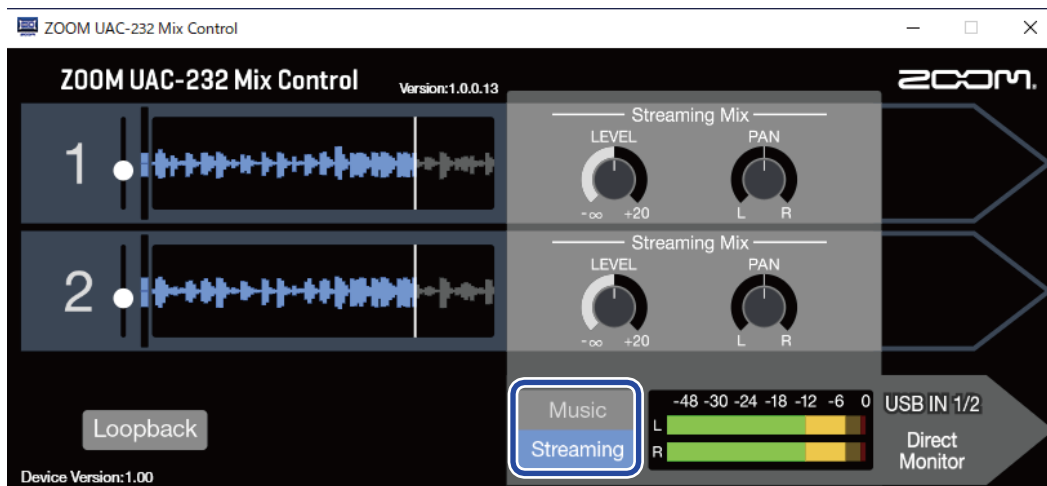 ZOOM UAC-232 Mix Control
ZOOM UAC-232 Mix Control Version:1.0.0.13
ZOOM.
1
Streaming Mix
LEVEL PAN
-∞ +20 L R
2
Streaming Mix
LEVEL PAN
-∞ +20 L R
Loopback
Music
Streaming
-48 -30 -24 -18 -12 -6 0
L
R
USB IN 1/2
Direct
Monitor
Device Version:1.00